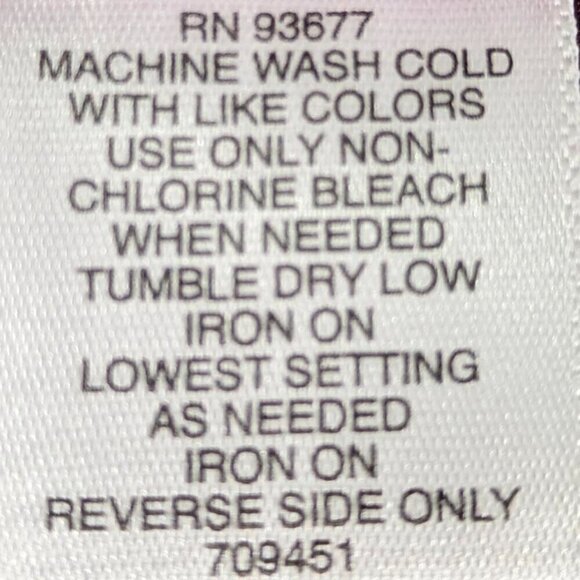 RN 93677
MACHINE WASH COLD
WITH LIKE COLORS
USE ONLY NON-
CHLORINE BLEACH
WHEN NEEDED
TUMBLE DRY LOW
IRON ON
LOWEST SETTING
AS NEEDED
IRON ON
REVERSE SIDE ONLY
709451